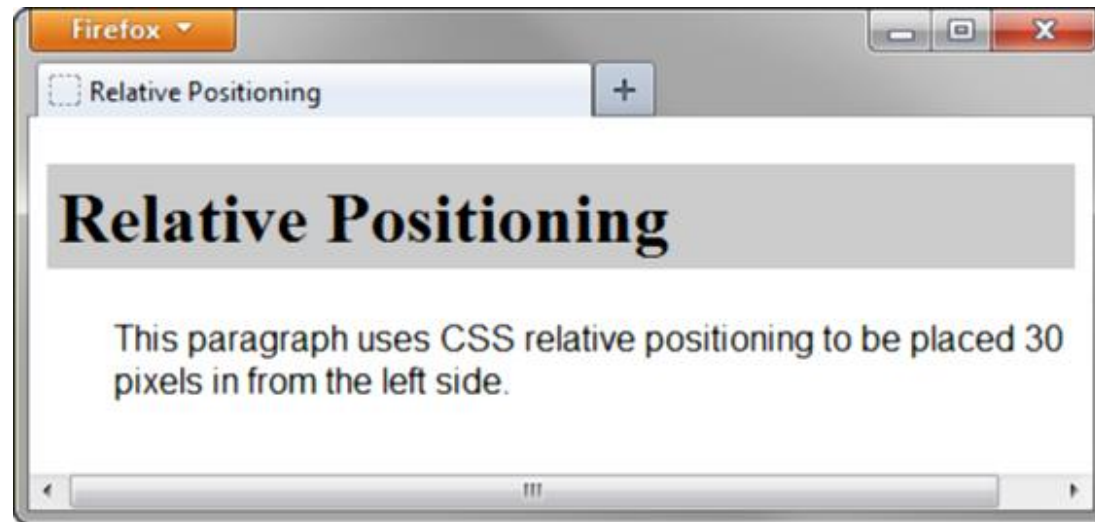 Firefox
Relative Positioning
Relative Positioning
This paragraph uses CSS relative positioning to be placed 30
pixels in from the left side.